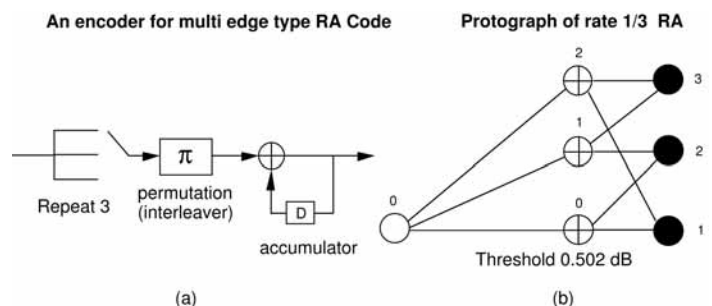 An encoder for multi edge type RA Code
Protograph of rate 1/3 RA
2
3
1
π
2
0
permutation
(interleaver)
Repeat 3
D
0
1
accumulator
Threshold 0.502 dB
(a)
(b)